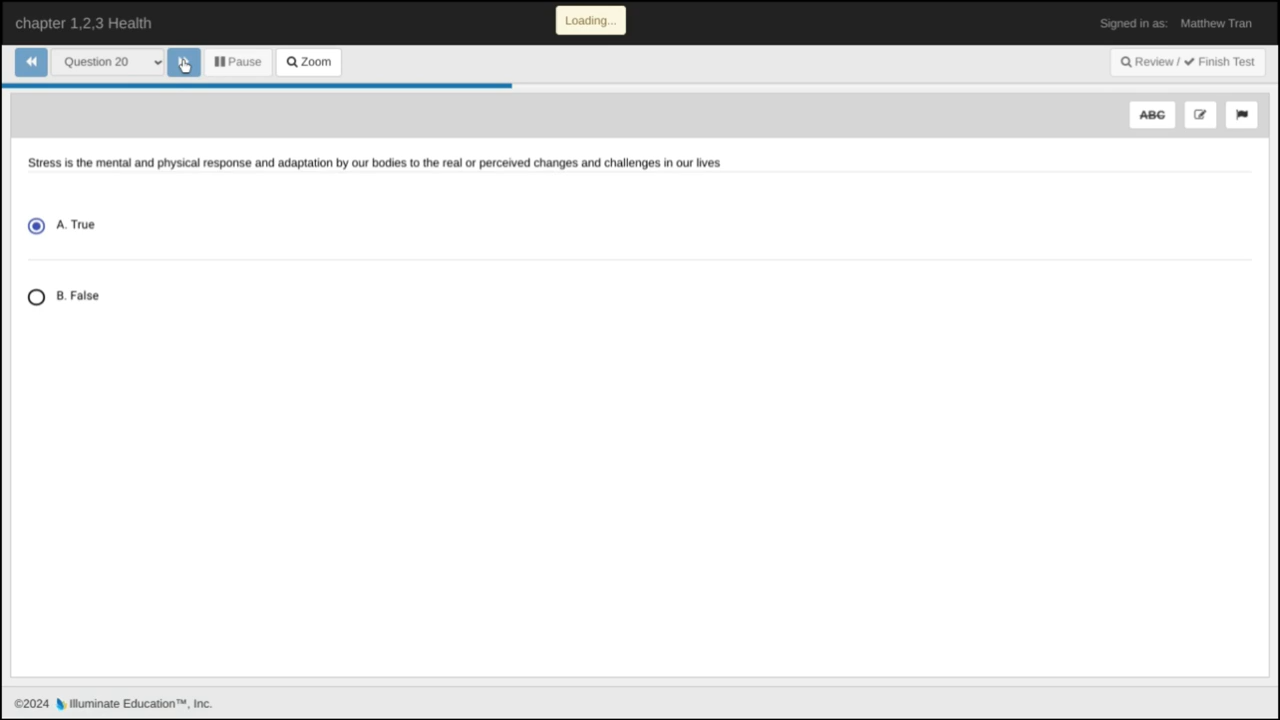 chapter 1,2,3 Health
Loading...
Signed in as: Matthew Tran
Question 20
Pause
Zoom
Review / Finish Test
ABC
Stress is the mental and physical response and adaptation by our bodies to the real or perceived changes and challenges in our lives
A. True
B. False
©2024 Illuminate Education™, Inc.